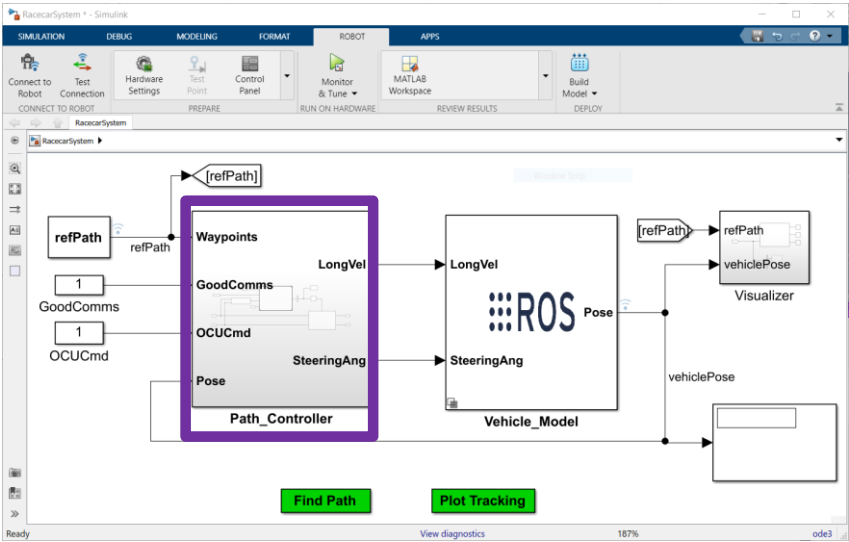 RacecarSystem * - Simulink
SIMULATION DEBUG MODELING FORMAT ROBOT APPS
Connect to Robot
Test Connection
Hardware Settings
Test Point
Control Panel
Monitor & Tune
MATLAB Workspace
Build Model
CONNECT TO ROBOT PREPARE RUN ON HARDWARE REVIEW RESULTS DEPLOY
RacecarSystem
RacecarSystem
[refPath]
Window Snip
refPath
refPath
Waypoints
[refPath]
refPath
LongVel
LongVel
vehiclePose
1
GoodComms
GoodComms
Visualizer
ROS
Pose
1
OCUCmd
OCUCmd
SteeringAng
SteeringAng
Pose
vehiclePose
Path_Controller
Vehicle_Model
Find Path
Plot Tracking
Ready
View diagnostics
187%
ode3